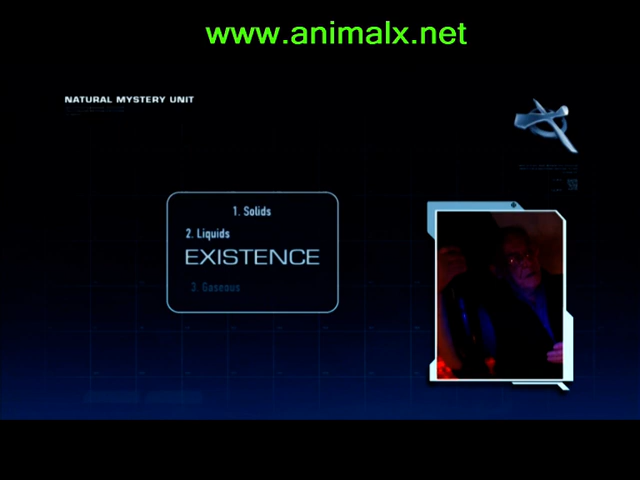 www.animalx.net
NATURAL MYSTERY UNIT
1. Solids
2. Liquids
EXISTENCE
3. Gaseous